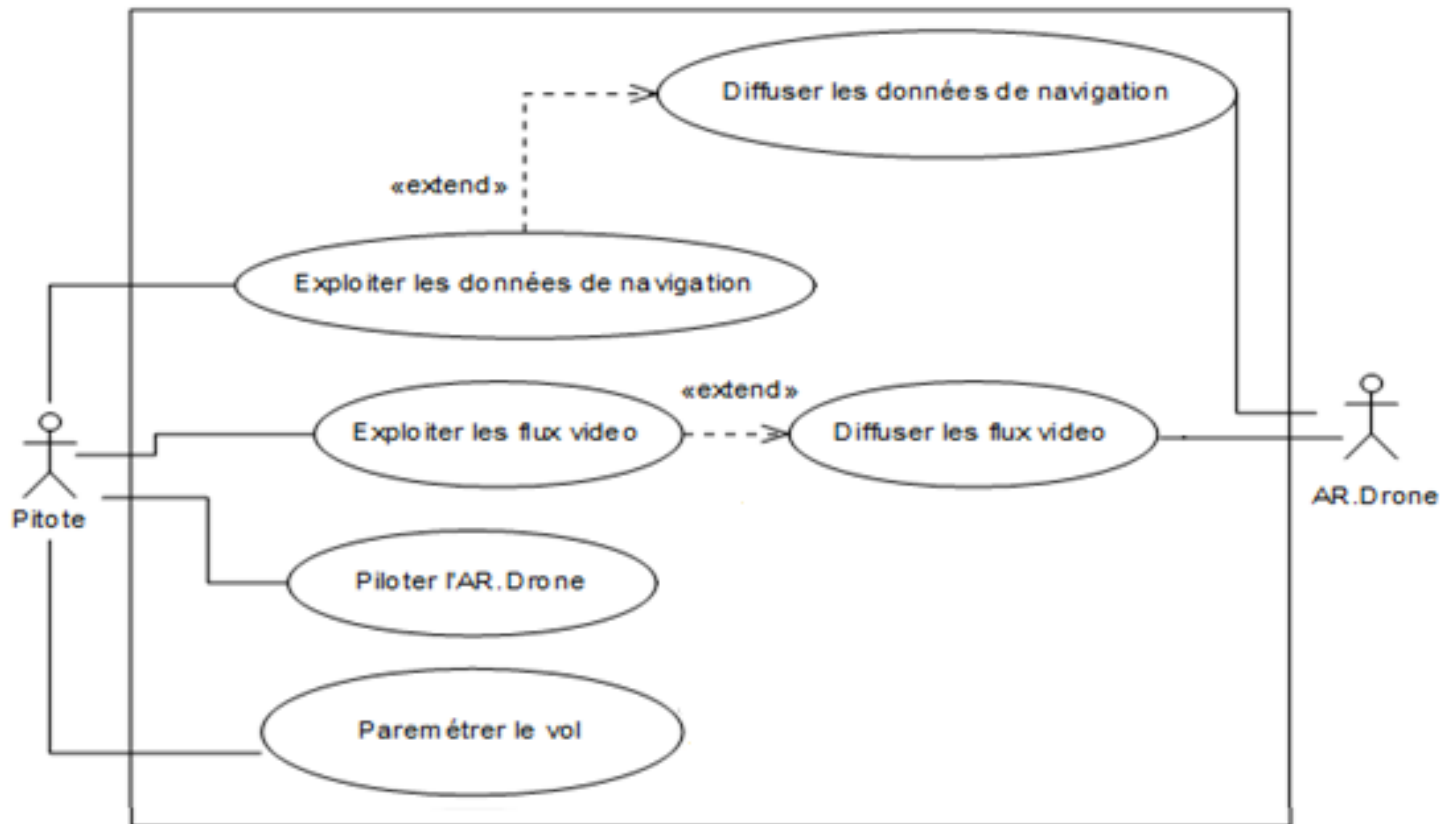 Diffuser les données de navigation
«extend»
Exploiter les données de navigation
«extend»
Exploiter les flux video
Diffuser les flux video
Pitote
AR.Drone
Piloter l'AR.Drone
Paremétrer le vol